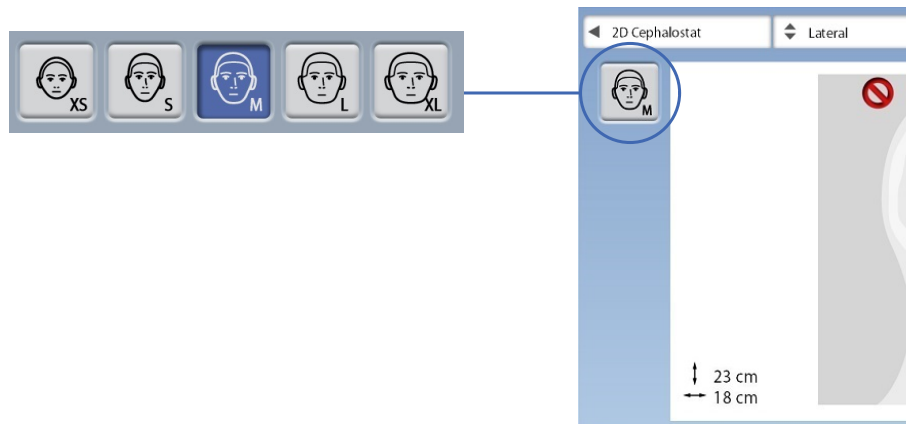 XS S M L XL
2D Cephalostat Lateral
M
23 cm
18 cm